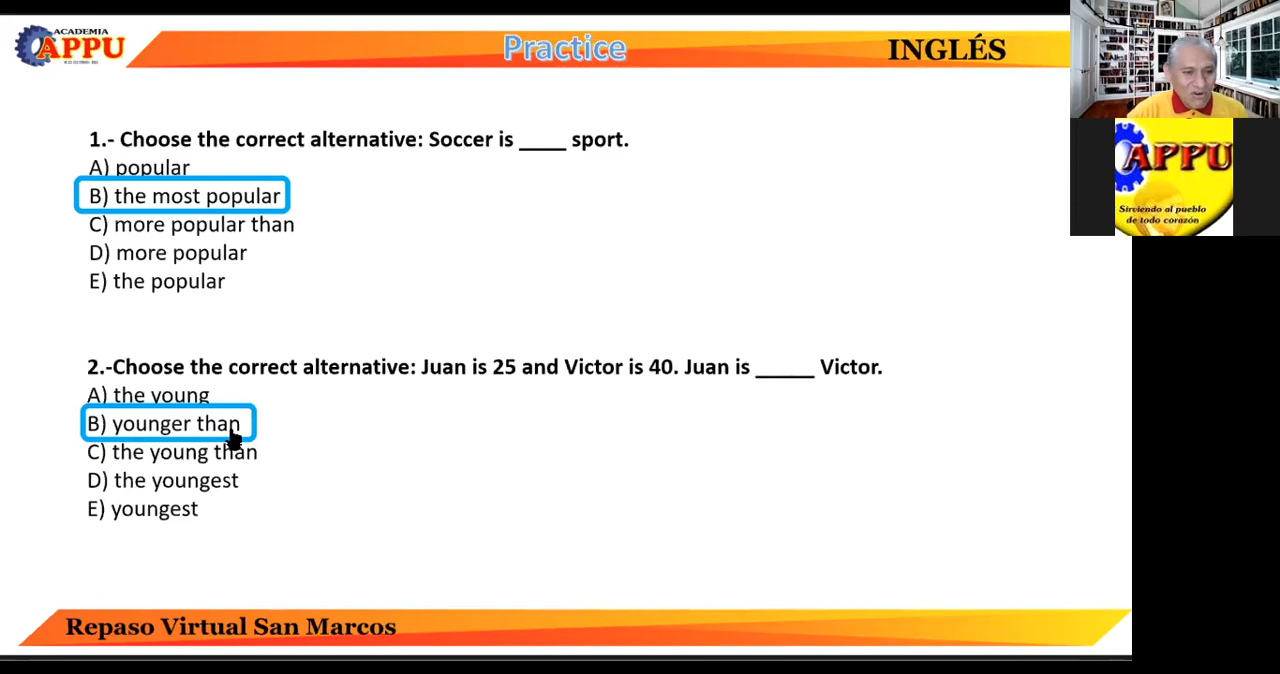 ACADEMIA
APPU
Practice
INGLÉS
1.- Choose the correct alternative: Soccer is ____ sport.
A) popular
B) the most popular
C) more popular than
D) more popular
E) the popular
2.-Choose the correct alternative: Juan is 25 and Victor is 40. Juan is _____ Victor.
A) the young
B) younger than
C) the young than
D) the youngest
E) youngest
Repaso Virtual San Marcos
APPU
Sirviendo al pueblo
de todo corazón